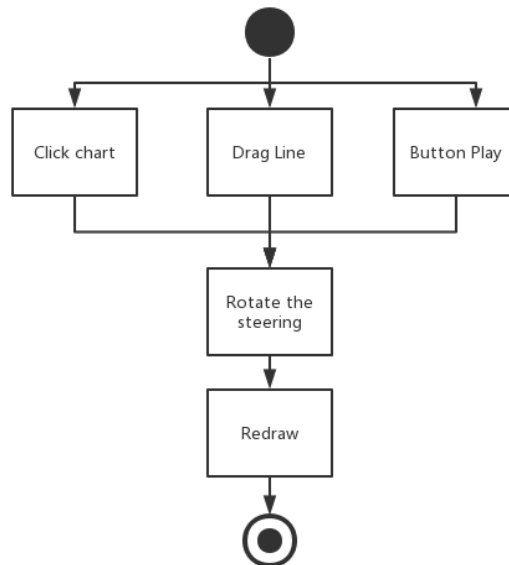 Click chart
Drag Line
Button Play
Rotate the
steering
Redraw